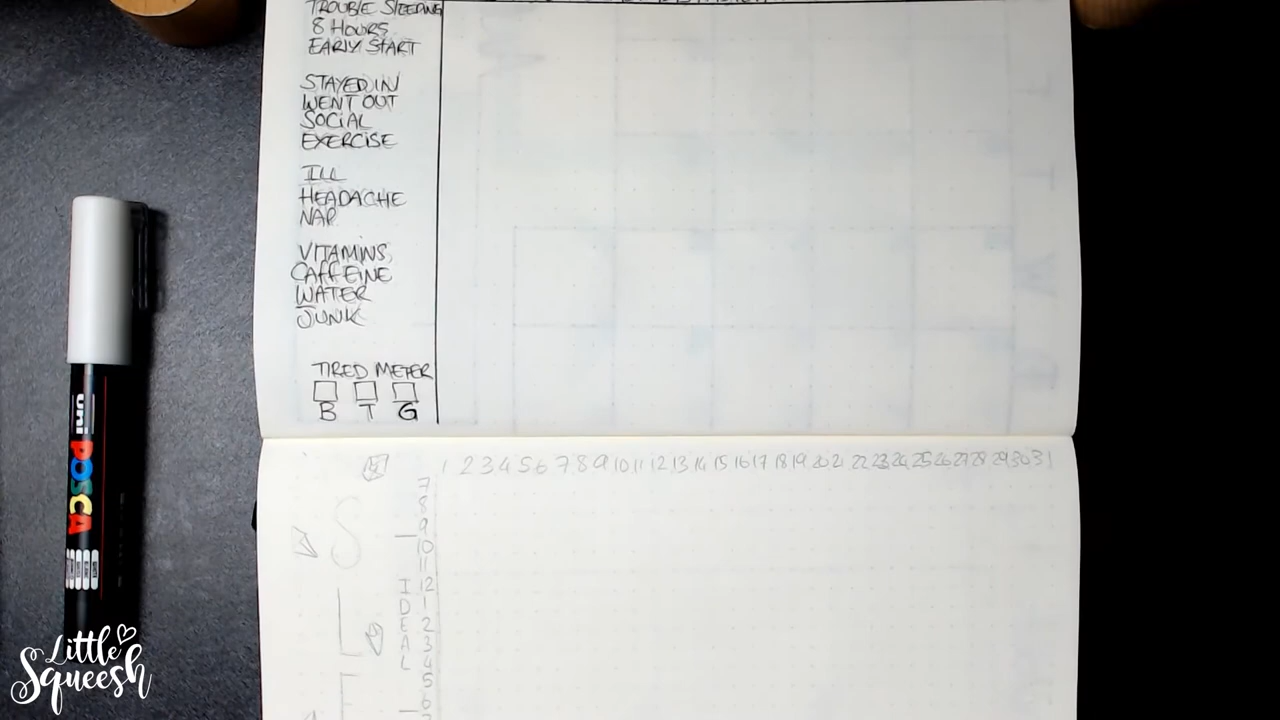 TROUBLE SLEEPING
8 HOURS
EARLY START
STAYED IN
WENT OUT
SOCIAL
EXERCISE
ILL
HEADACHE
NAP
VITAMINS
CAFFEINE
WATER
JUNK
TIRED METER
B T G
1 2 3 4 5 6 7 8 9 10 11 12 13 14 15 16 17 18 19 20 21 22 23 24 25 26 27 28 29 30 31
7
8
9
10
11
12
1
2
3
4
5
6
7
IDEAL
S
L
E
uni
POSCA
Little
Squeesh